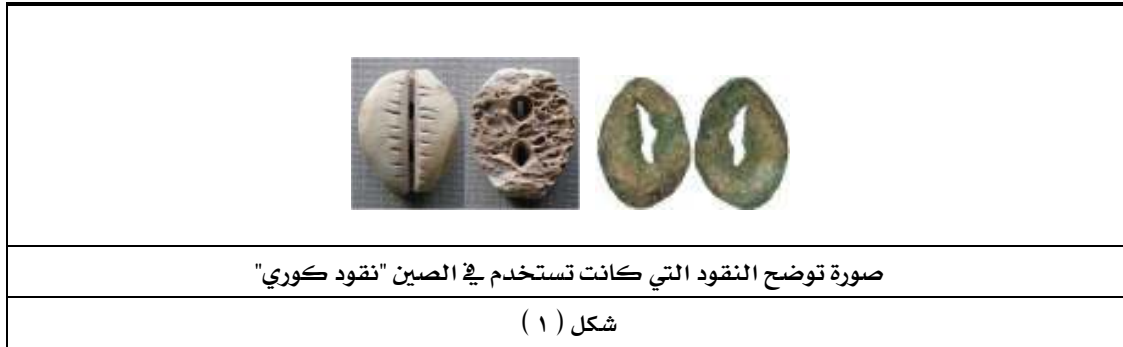 صورة توضح النقود التي كانت تستخدم في الصين "نقود كوري"
شكل ( ١ )